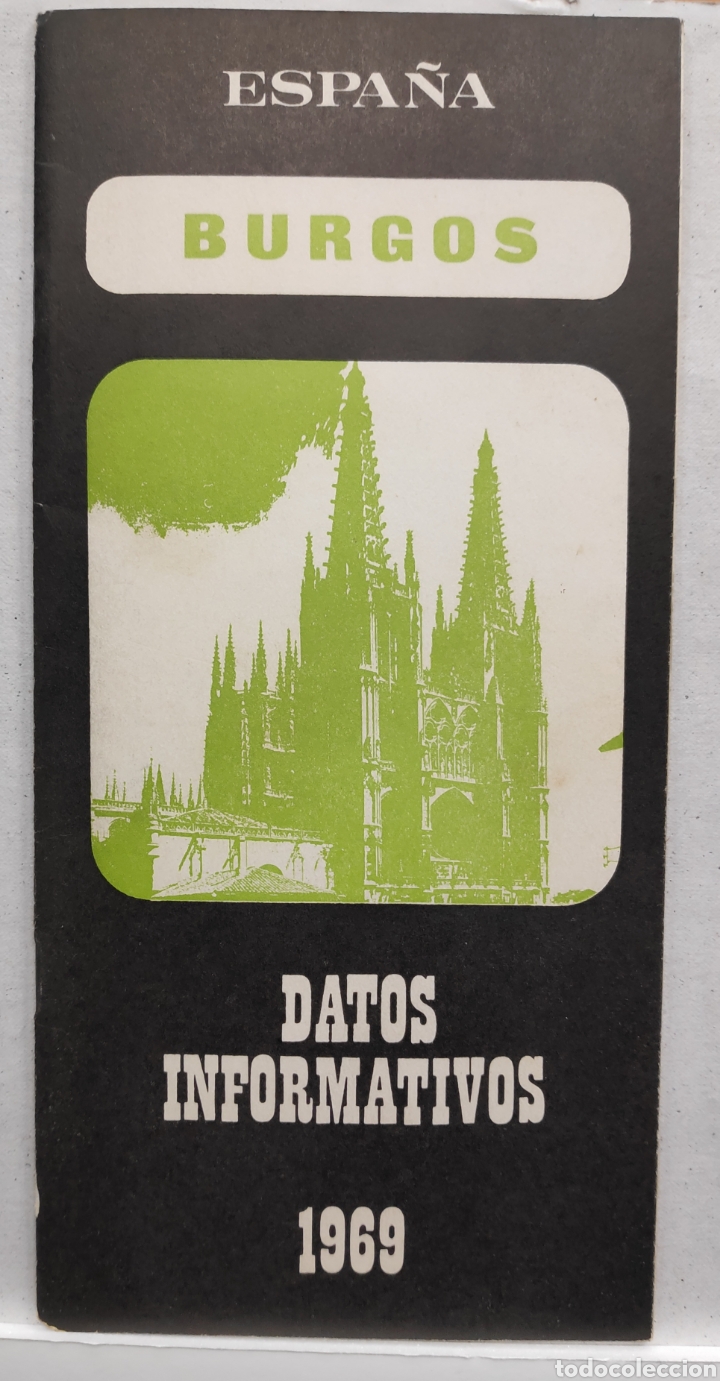 ESPAÑA
BURGOS
DATOS
INFORMATIVOS
1969
todocoleccion